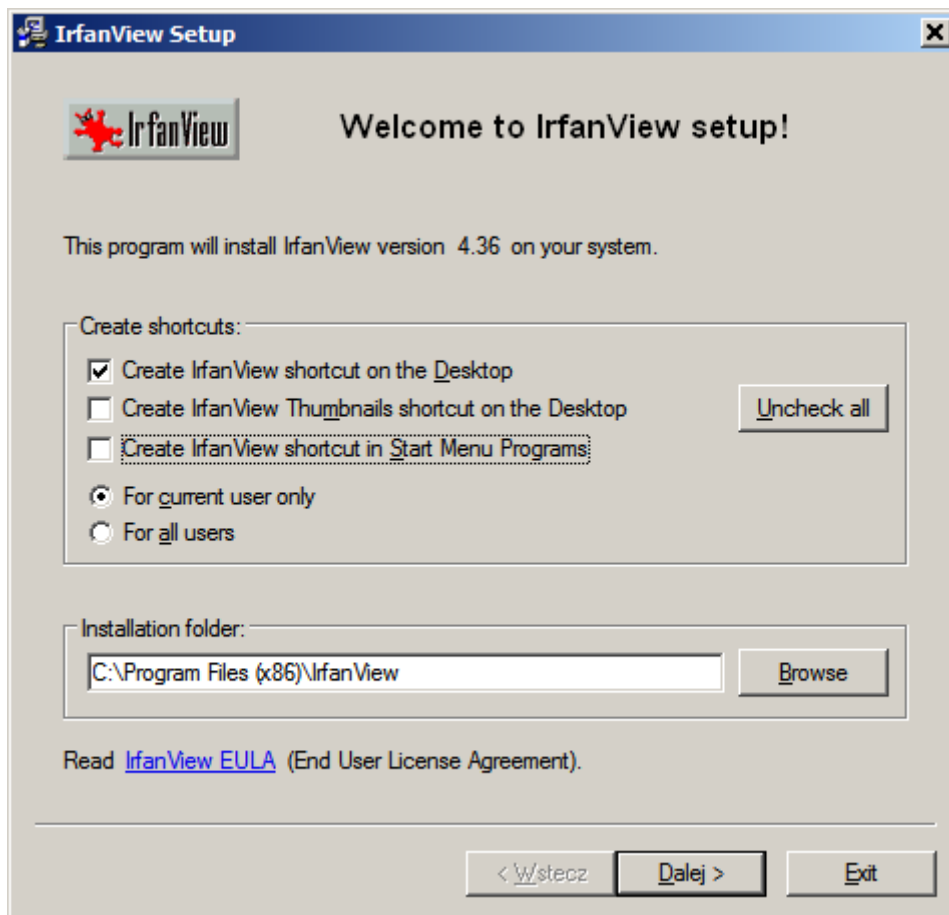 IrfanView Setup
IrfanView
Welcome to IrfanView setup!
This program will install IrfanView version 4.36 on your system.
Create shortcuts:
Create IrfanView shortcut on the Desktop
Create IrfanView Thumbnails shortcut on the Desktop
Uncheck all
Create IrfanView shortcut in Start Menu Programs
For current user only
For all users
Installation folder:
C:\Program Files (x86)\IrfanView
Browse
Read IrfanView EULA (End User License Agreement).
< Wstecz
Dalej >
Exit